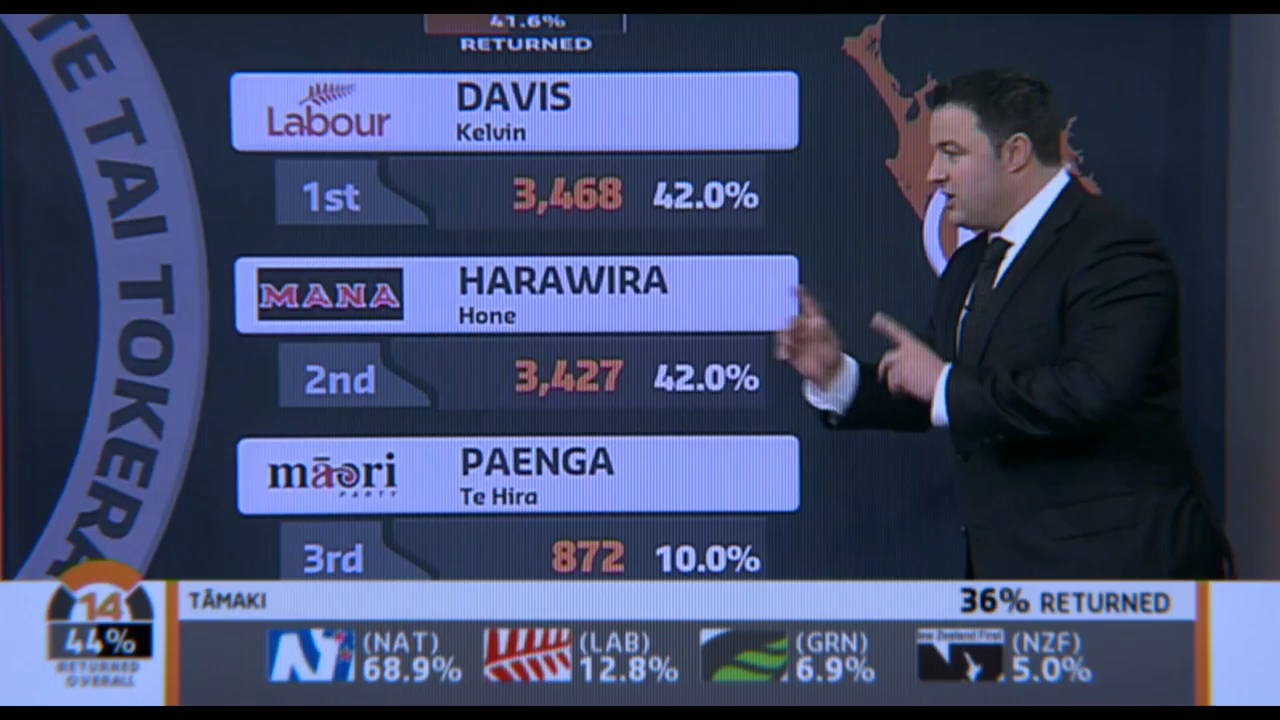 41.6%
RETURNED
TE TAI TOKERA
Labour
DAVIS
Kelvin
1st 3,468 42.0%
MANA
HARAWIRA
Hone
2nd 3,427 42.0%
māori
PARTY
PAENGA
Te Hira
3rd 872 10.0%
14
44%
RETURNED
OVERALL
TĀMAKI 36% RETURNED
(NAT) 68.9%
(LAB) 12.8%
(GRN) 6.9%
New Zealand First
(NZF) 5.0%